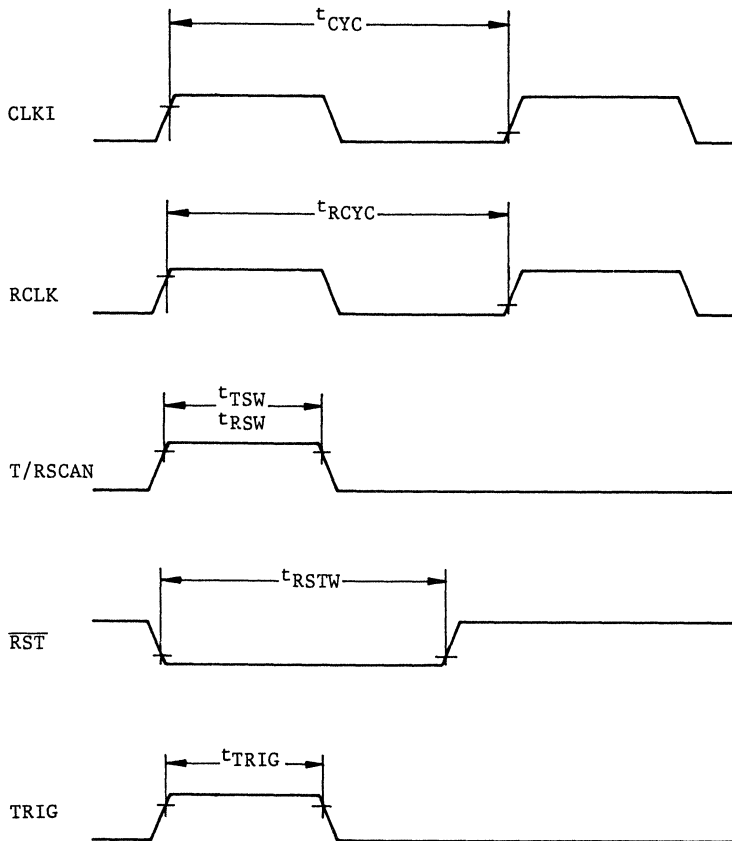 tCYC
CLKI
tRCYC
RCLK
tTSW
tRSW
T/RSCAN
tRSTW
RST
tTRIG
TRIG